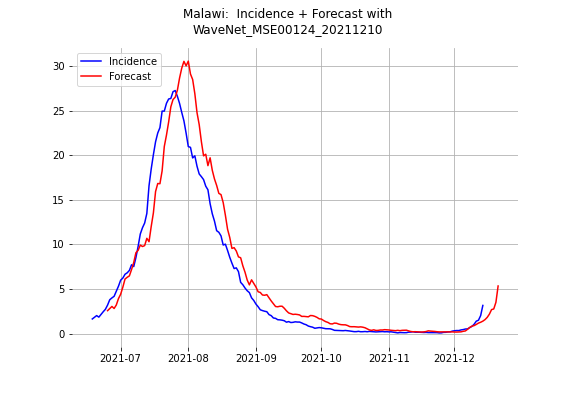 Malawi:  Incidence + Forecast with
WaveNet_MSE00124_20211210
Incidence
Forecast
30
25
20
15
10
5
0
2021-07 2021-08 2021-09 2021-10 2021-11 2021-12